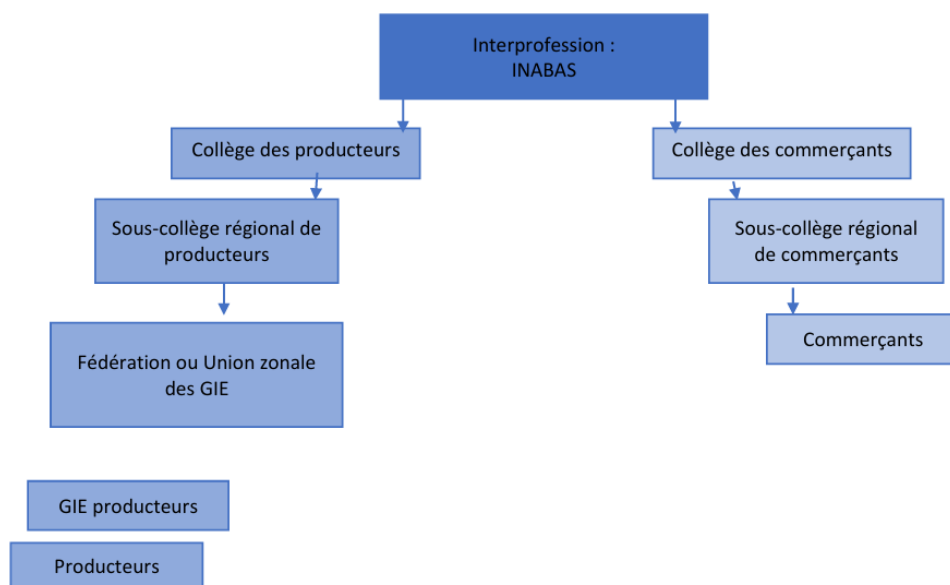 Interprofession :
INABAS
Collège des producteurs
Collège des commerçants
Sous-collège régional de
producteurs
Sous-collège régional
de commerçants
Fédération ou Union zonale
des GIE
Commerçants
GIE producteurs
Producteurs